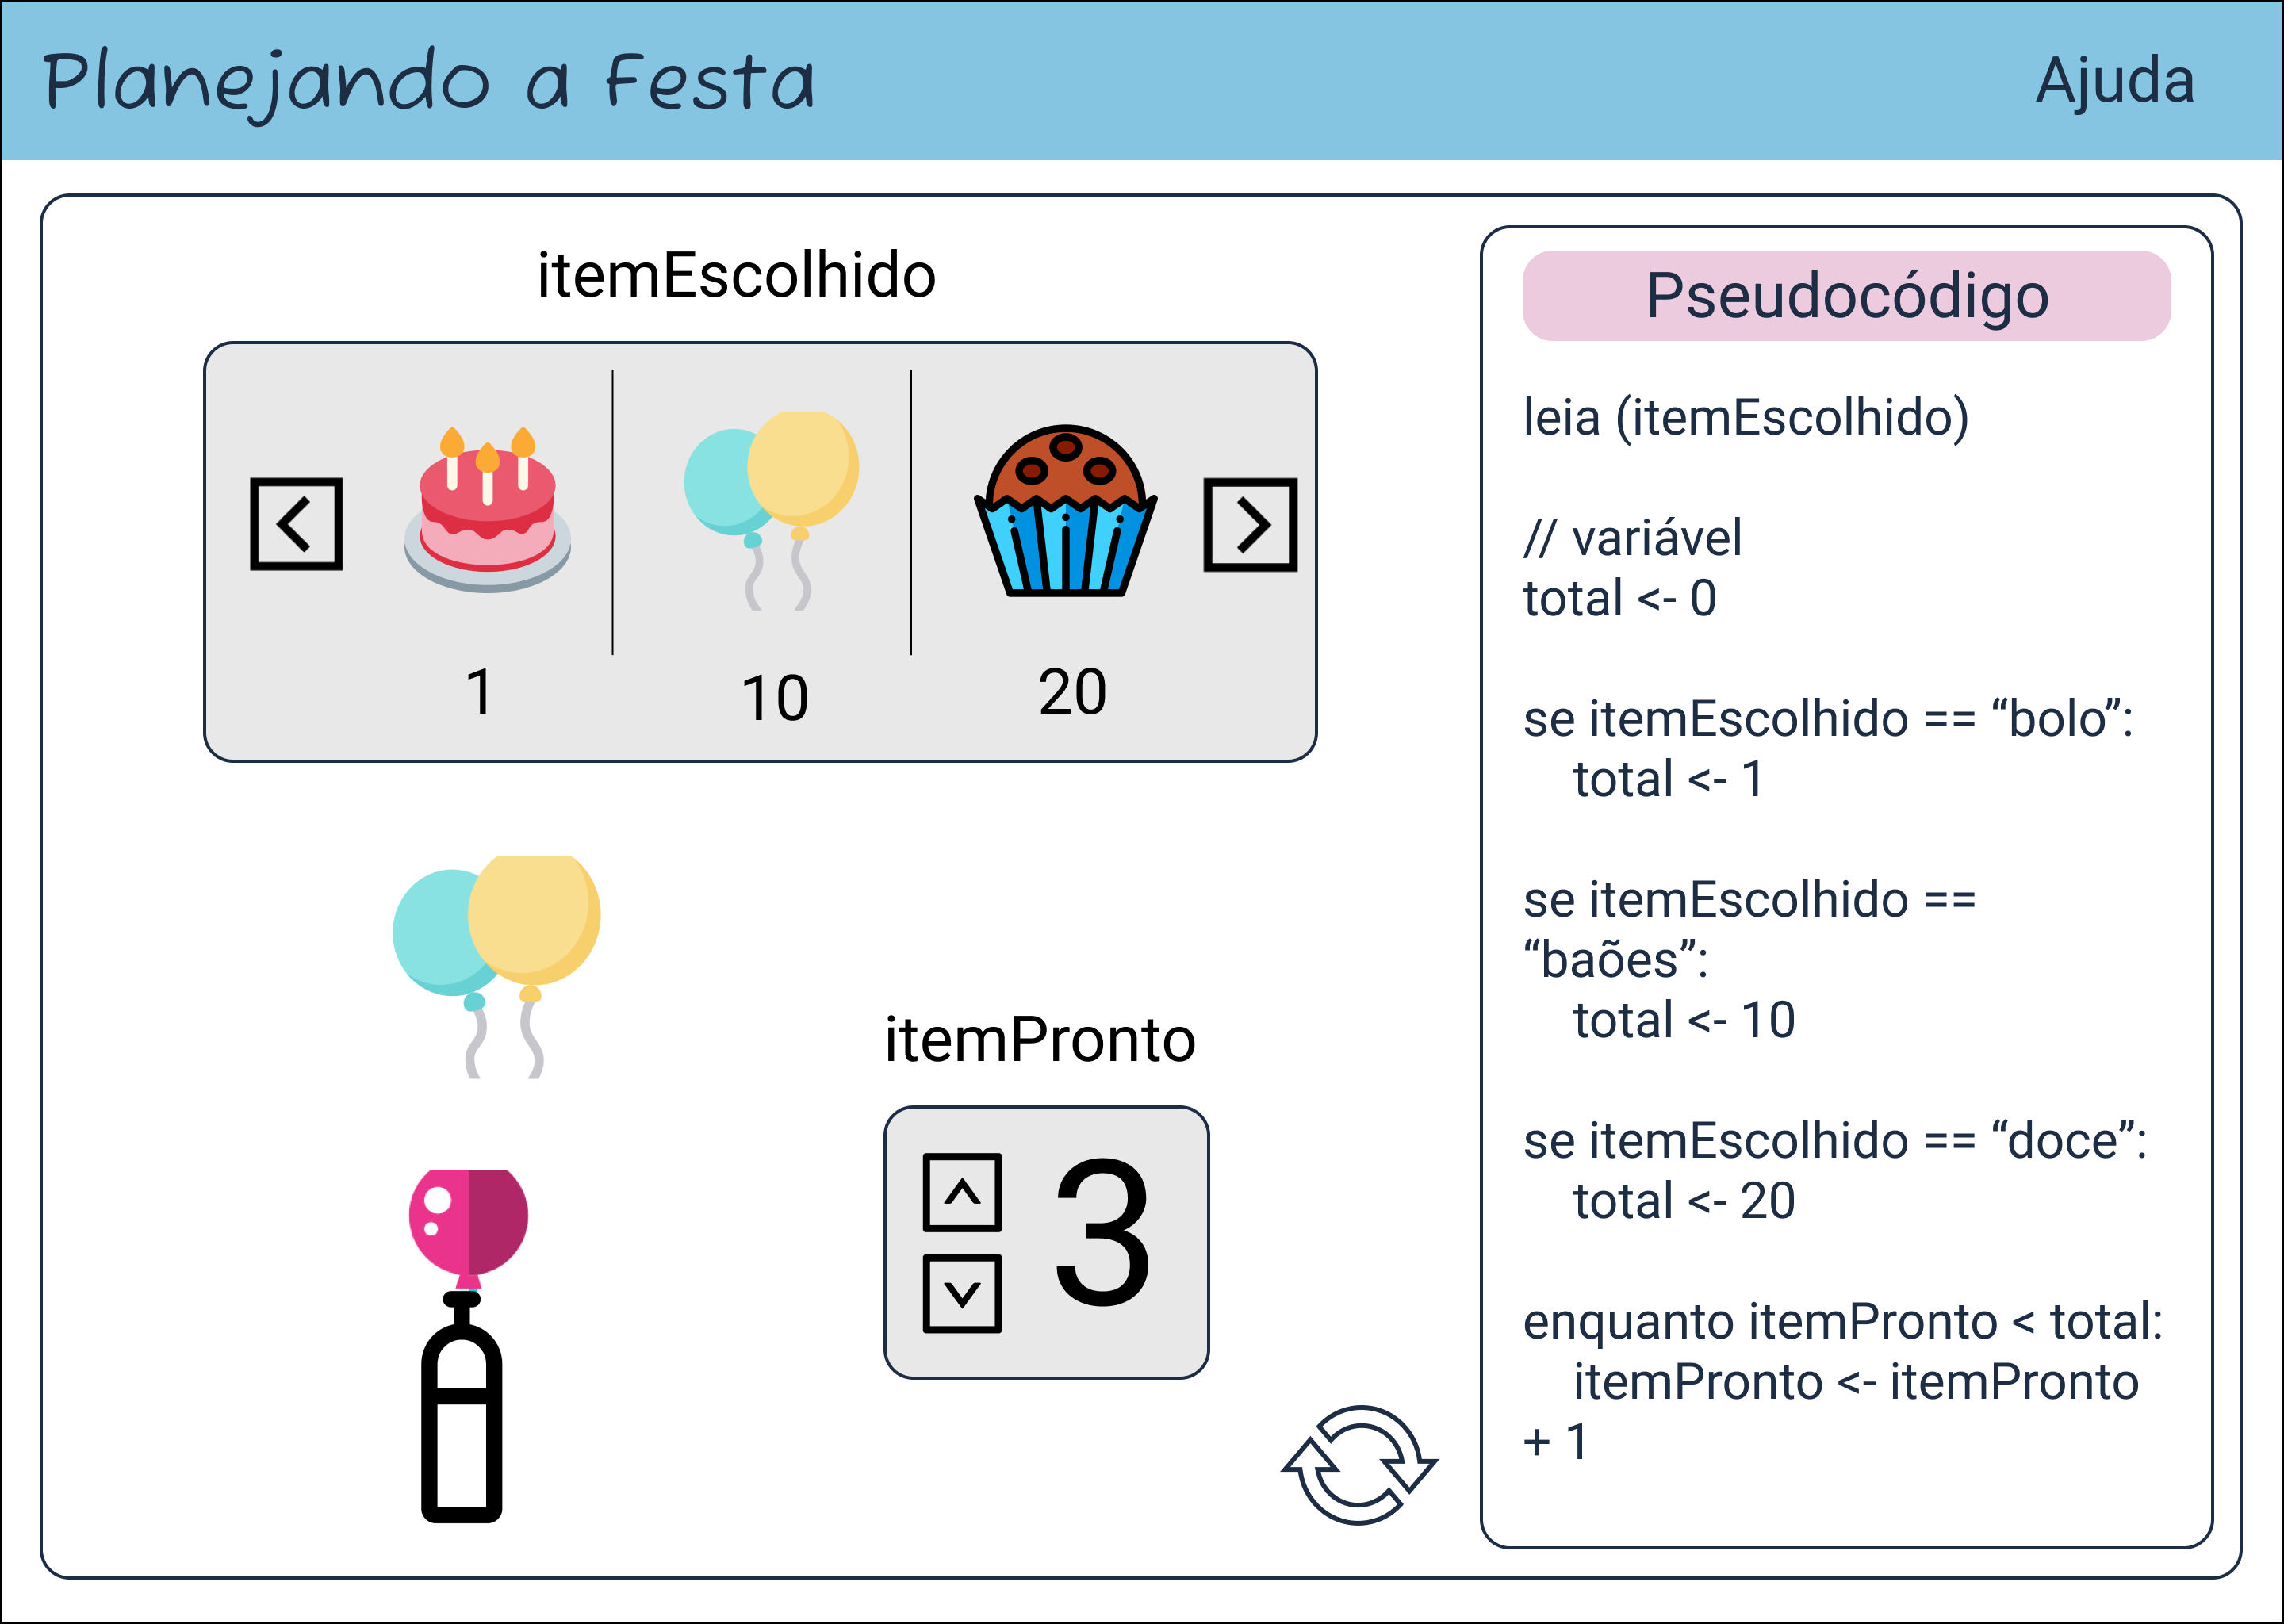 Planejando a Festa
Ajuda
itemEscolhido
1
10
20
itemPronto
3
Pseudocódigo
leia (itemEscolhido)
// variável
total <- 0
se itemEscolhido == “bolo”:
total <- 1
se itemEscolhido ==
“baões”:
total <- 10
se itemEscolhido == “doce”:
total <- 20
enquanto itemPronto < total:
itemPronto <- itemPronto
+ 1